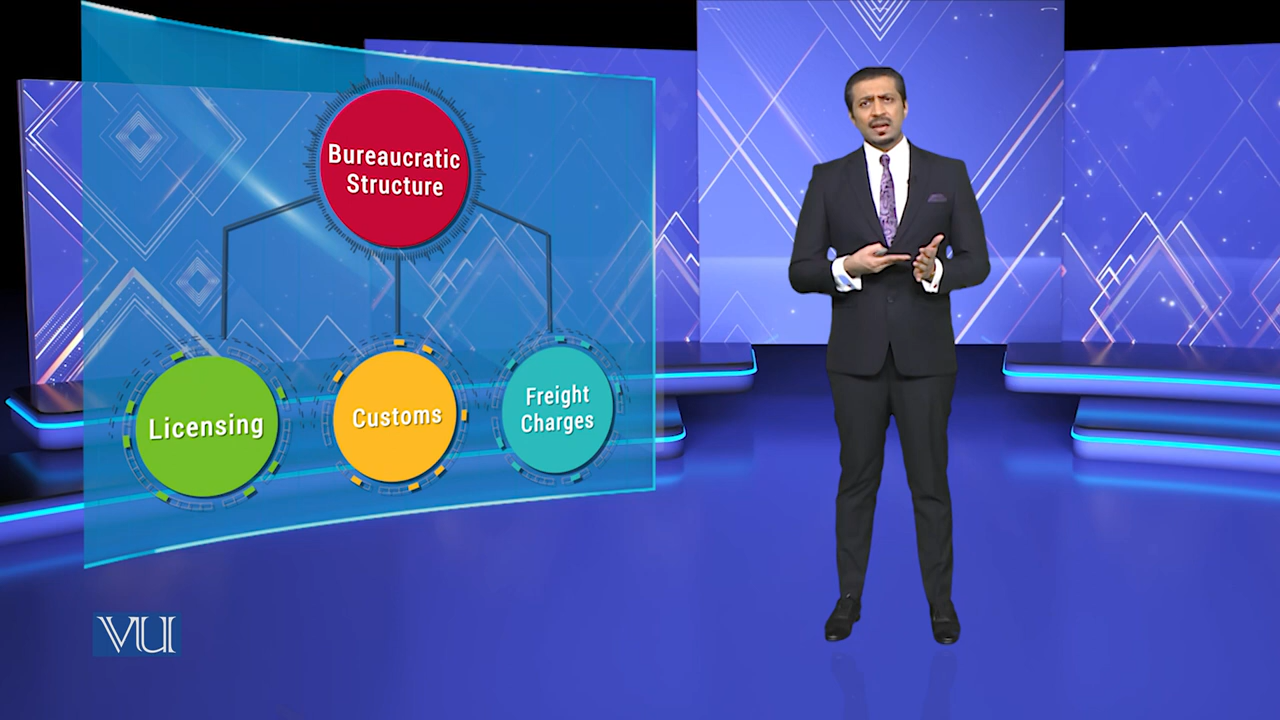 Bureaucratic
Structure
Licensing
Customs
Freight
Charges
VU